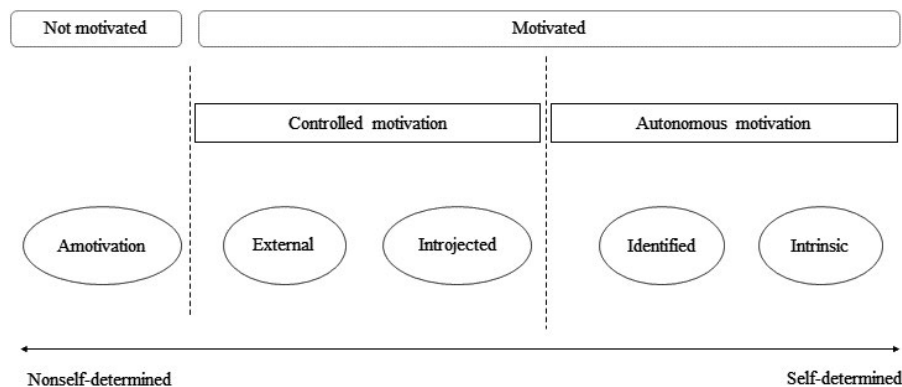 Not motivated
Motivated
Controlled motivation
Autonomous motivation
Amotivation
External
Introjected
Identified
Intrinsic
Nonself-determined
Self-determined